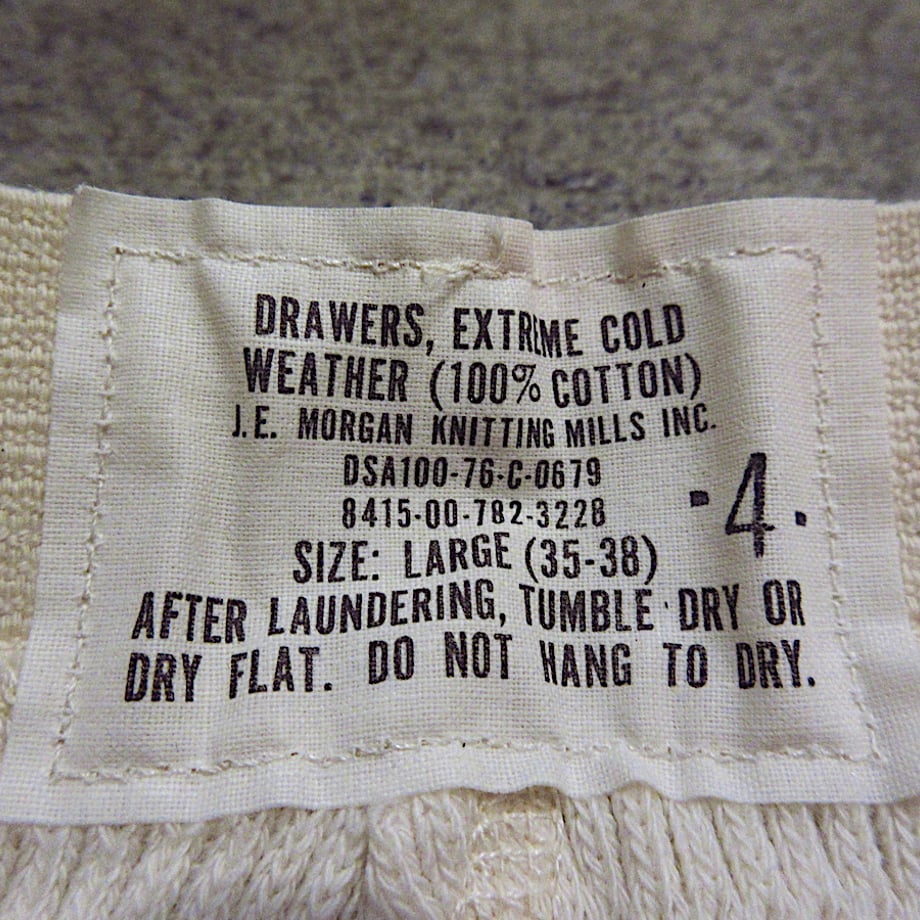 DRAWERS, EXTREME COLD
WEATHER (100% COTTON)
J.E. MORGAN KNITTING MILLS INC.
DSA100-76-C-0679
8415-00-782-3228
-4.
SIZE: LARGE (35-38)
AFTER LAUNDERING, TUMBLE DRY OR
DRY FLAT. DO NOT HANG TO DRY.